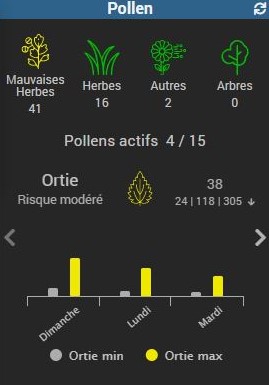 Pollen
Mauvaises Herbes Autres Arbres
Herbes
41 16 2 0
Pollens actifs 4 / 15
Ortie 38
Risque modéré 24 | 118 | 305 ↓
Dimanche Lundi Mardi
Ortie min Ortie max